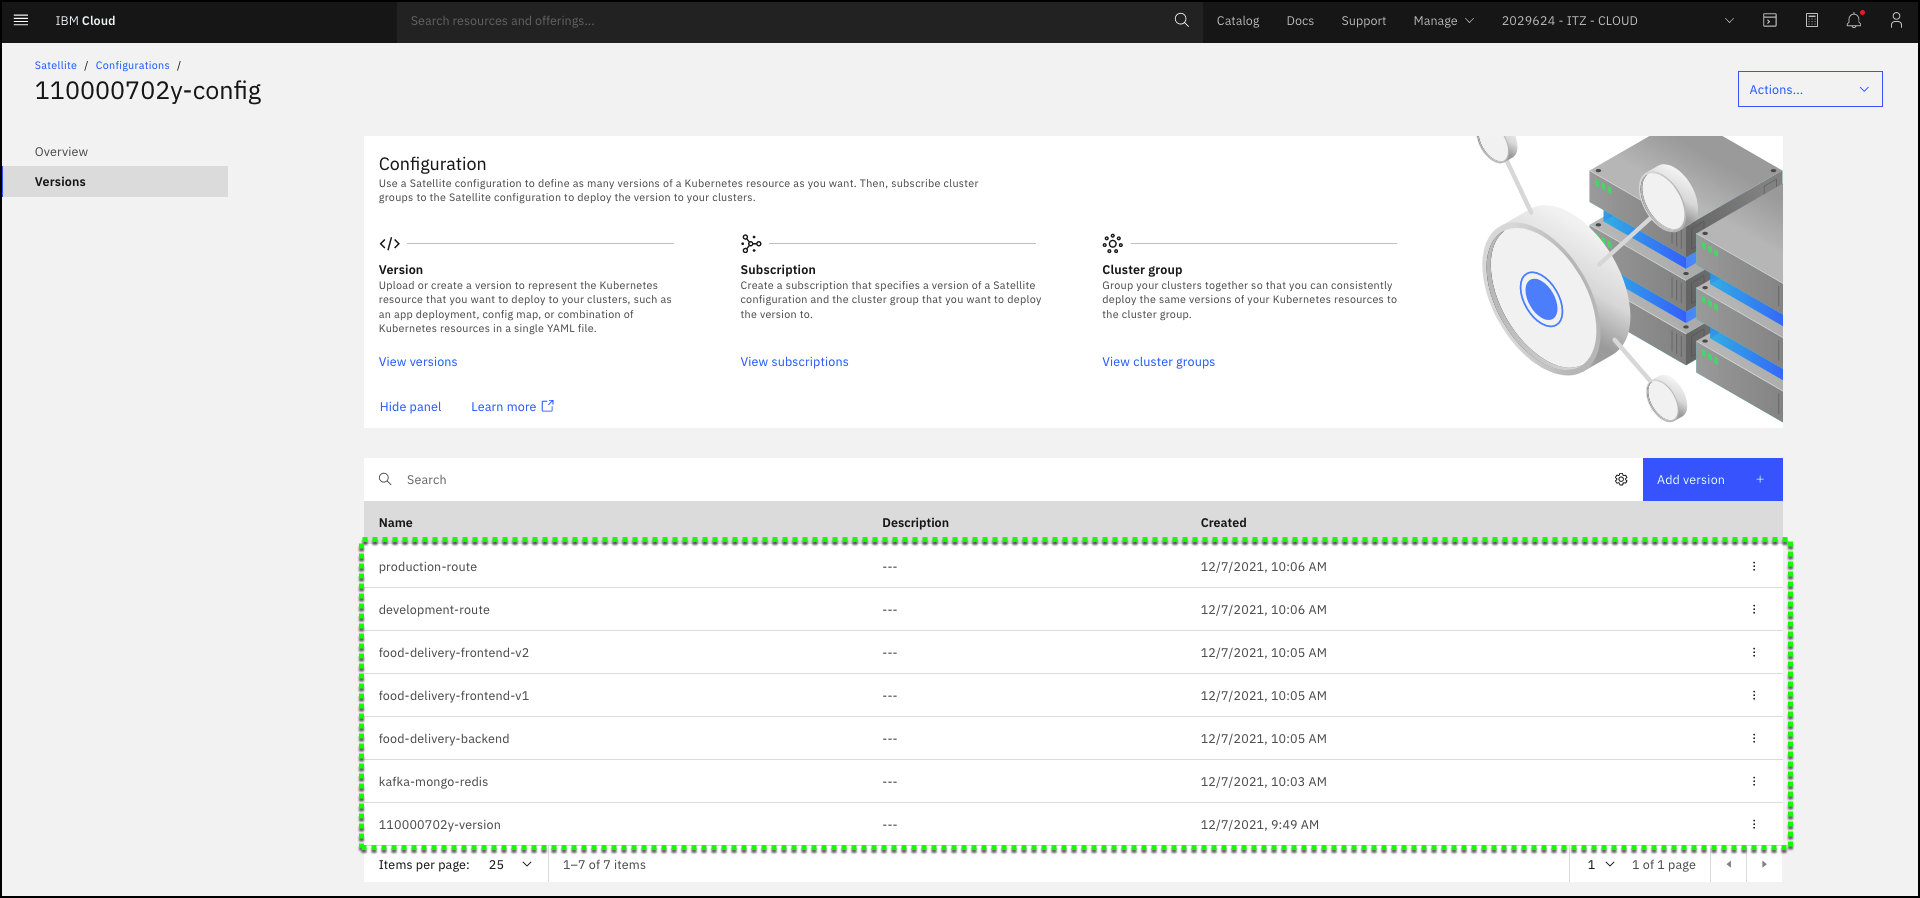 IBM Cloud
Search resources and offerings...
Catalog
Docs
Support
Manage
2029624 - ITZ - CLOUD
Satellite / Configurations /
110000702y-config
Actions...
Overview
Versions
Configuration
Use a Satellite configuration to define as many versions of a Kubernetes resource as you want. Then, subscribe cluster
groups to the Satellite configuration to deploy the version to your clusters.
Version
Upload or create a version to represent the Kubernetes
resource that you want to deploy to your clusters, such as
an app deployment, config map, or combination of
Kubernetes resources in a single YAML file.
View versions
Subscription
Create a subscription that specifies a version of a Satellite
configuration and the cluster group that you want to deploy
the version to.
View subscriptions
Cluster group
Group your clusters together so that you can consistently
deploy the same versions of your Kubernetes resources to
the cluster group.
View cluster groups
Hide panel
Learn more
Search
Add version +
Name Description Created
production-route --- 12/7/2021, 10:06 AM
development-route --- 12/7/2021, 10:06 AM
food-delivery-frontend-v2 --- 12/7/2021, 10:05 AM
food-delivery-frontend-v1 --- 12/7/2021, 10:05 AM
food-delivery-backend --- 12/7/2021, 10:05 AM
kafka-mongo-redis --- 12/7/2021, 10:03 AM
110000702y-version --- 12/7/2021, 9:49 AM
Items per page: 25
1–7 of 7 items
1
1 of 1 page